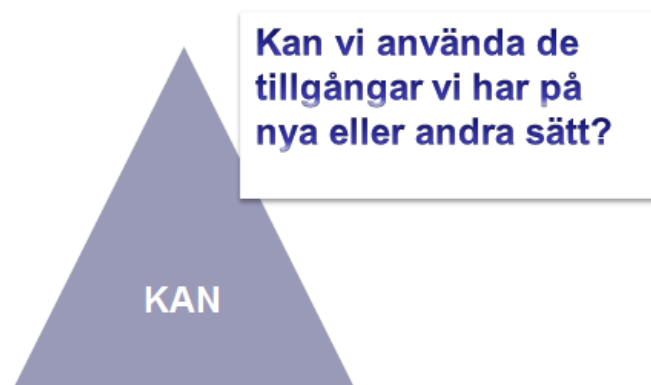 Kan vi använda de
tillgångar vi har på
nya eller andra sätt?
KAN